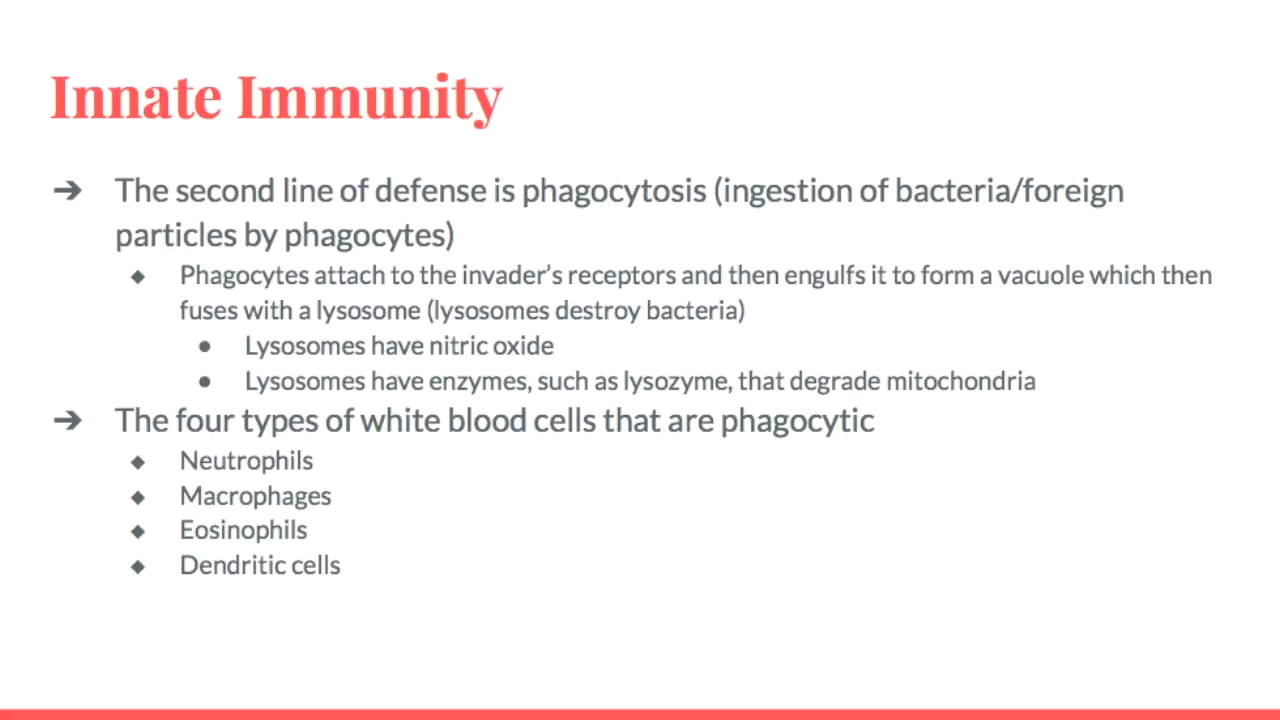 Innate Immunity
➔ The second line of defense is phagocytosis (ingestion of bacteria/foreign
particles by phagocytes)
◆ Phagocytes attach to the invader’s receptors and then engulfs it to form a vacuole which then
fuses with a lysosome (lysosomes destroy bacteria)
● Lysosomes have nitric oxide
● Lysosomes have enzymes, such as lysozyme, that degrade mitochondria
➔ The four types of white blood cells that are phagocytic
◆ Neutrophils
◆ Macrophages
◆ Eosinophils
◆ Dendritic cells